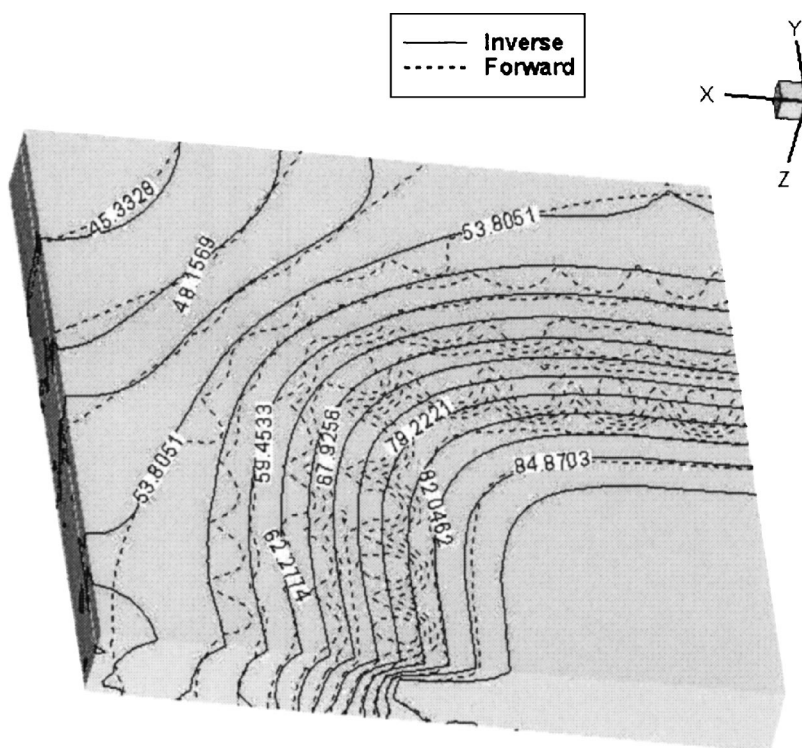 Inverse
Forward
Y
X
Z
45.3328
48.1569
53.8051
53.8051
59.4533
62.2774
67.9256
79.2221
82.0462
84.8703